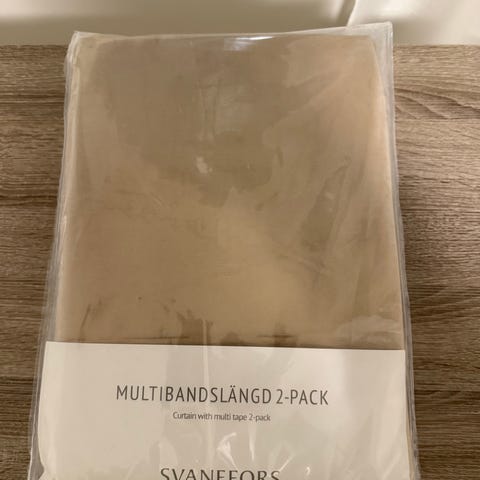 MULTIBANDSLÄNGD 2-PACK
Curtain with multi tape 2-pack
SVANEFORS